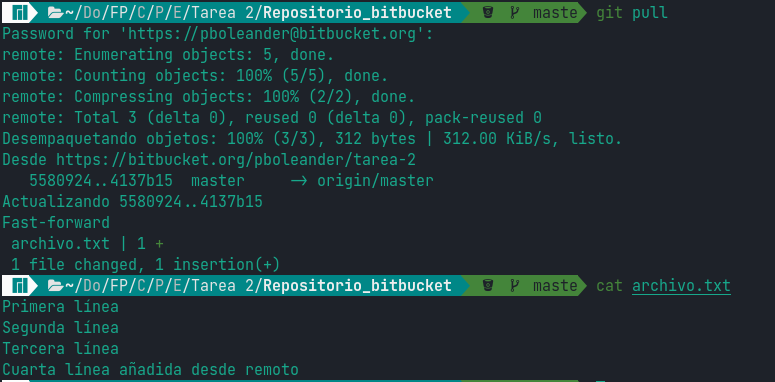 ~/Do/FP/C/P/E/Tarea 2/Repositorio_bitbucket maste git pull
Password for 'https://pboleander@bitbucket.org':
remote: Enumerating objects: 5, done.
remote: Counting objects: 100% (5/5), done.
remote: Compressing objects: 100% (2/2), done.
remote: Total 3 (delta 0), reused 0 (delta 0), pack-reused 0
Desempaquetando objetos: 100% (3/3), 312 bytes | 312.00 KiB/s, listo.
Desde https://bitbucket.org/pboleander/tarea-2
5580924..4137b15 master -> origin/master
Actualizando 5580924..4137b15
Fast-forward
archivo.txt | 1 +
1 file changed, 1 insertion(+)
~/Do/FP/C/P/E/Tarea 2/Repositorio_bitbucket maste cat archivo.txt
Primera línea
Segunda línea
Tercera línea
Cuarta línea añadida desde remoto